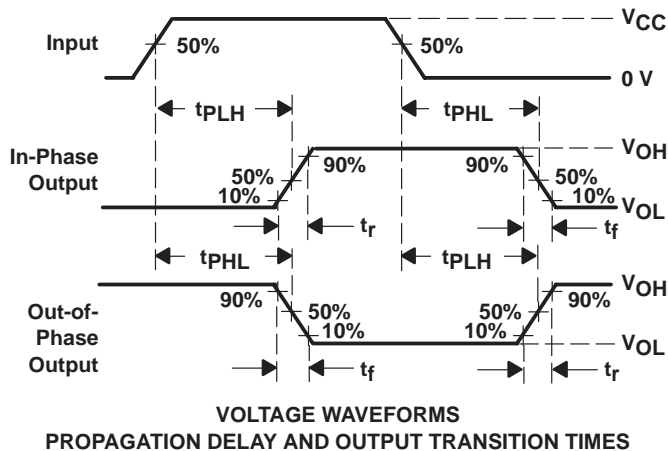 Input
50%
50%
VCC
0 V
tPLH
tPHL
In-Phase
Output
50%
10%
90%
90%
50%
10%
VOH
VOL
tr
tf
tPHL
tPLH
Out-of-
Phase
Output
90%
50%
10%
50%
10%
90%
VOH
VOL
tf
tr
VOLTAGE WAVEFORMS
PROPAGATION DELAY AND OUTPUT TRANSITION TIMES